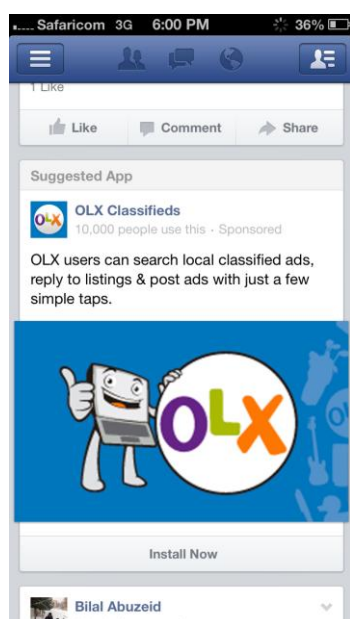 Safaricom 3G 6:00 PM 36%
1 Like
Like Comment Share
Suggested App
OLX Classifieds
10,000 people use this · Sponsored
OLX users can search local classified ads,
reply to listings & post ads with just a few
simple taps.
OLX
Install Now
Bilal Abuzeid